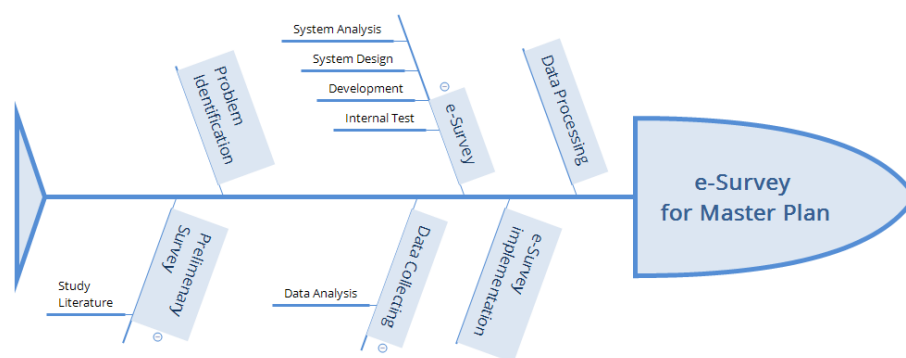 System Analysis
System Design
Development
Internal Test
e-Survey
Problem
Identification
Data Processing
e-Survey
for Master Plan
Prelimenary
Survey
Study
Literature
Data Collecting
Data Analysis
e-Survey
implementation